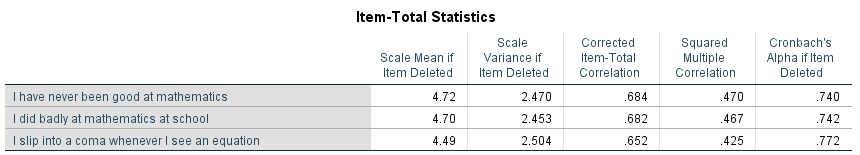 Item-Total Statistics
Scale Mean if Item Deleted Scale Variance if Item Deleted Corrected Item-Total Correlation Squared Multiple Correlation Cronbach's Alpha if Item Deleted
I have never been good at mathematics 4.72 2.470 .684 .470 .740
I did badly at mathematics at school 4.70 2.453 .682 .467 .742
I slip into a coma whenever I see an equation 4.49 2.504 .652 .425 .772